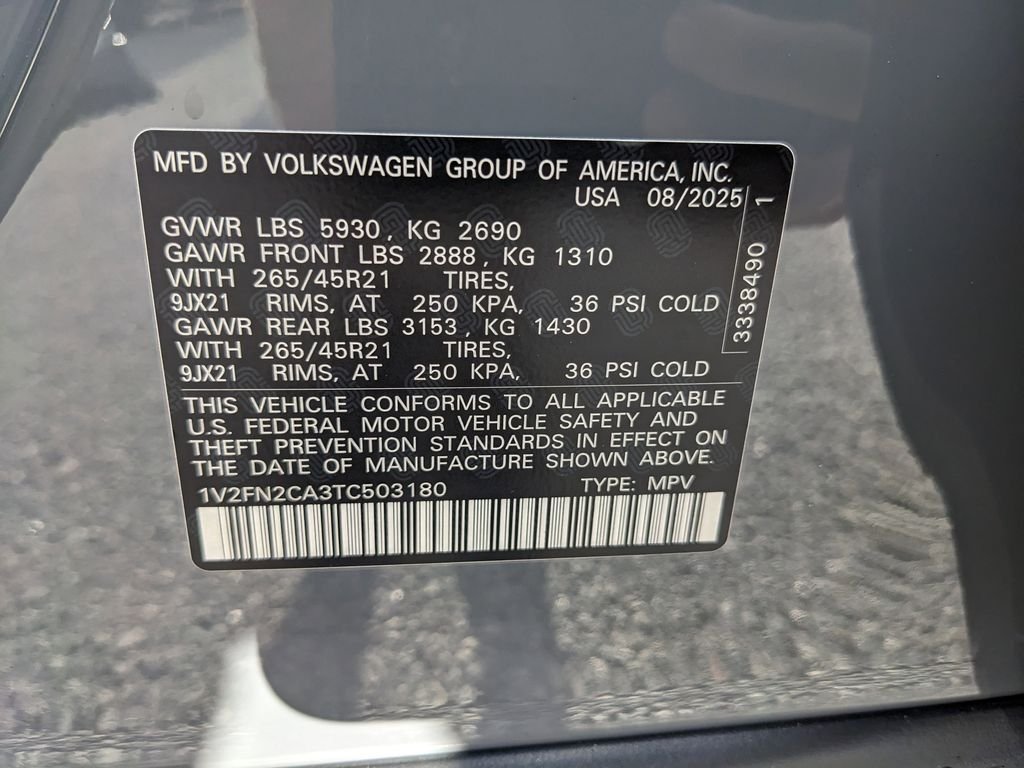 MFD BY VOLKSWAGEN GROUP OF AMERICA, INC.
USA 08/2025
GVWR LBS 5930, KG 2690
GAWR FRONT LBS 2888, KG 1310
WITH 265/45R21 TIRES,
9JX21 RIMS, AT 250 KPA, 36 PSI COLD
GAWR REAR LBS 3153, KG 1430
WITH 265/45R21 TIRES,
9JX21 RIMS, AT 250 KPA, 36 PSI COLD
3338490 1
THIS VEHICLE CONFORMS TO ALL APPLICABLE
U.S. FEDERAL MOTOR VEHICLE SAFETY AND
THEFT PREVENTION STANDARDS IN EFFECT ON
THE DATE OF MANUFACTURE SHOWN ABOVE.
1V2FN2CA3TC503180 TYPE: MPV